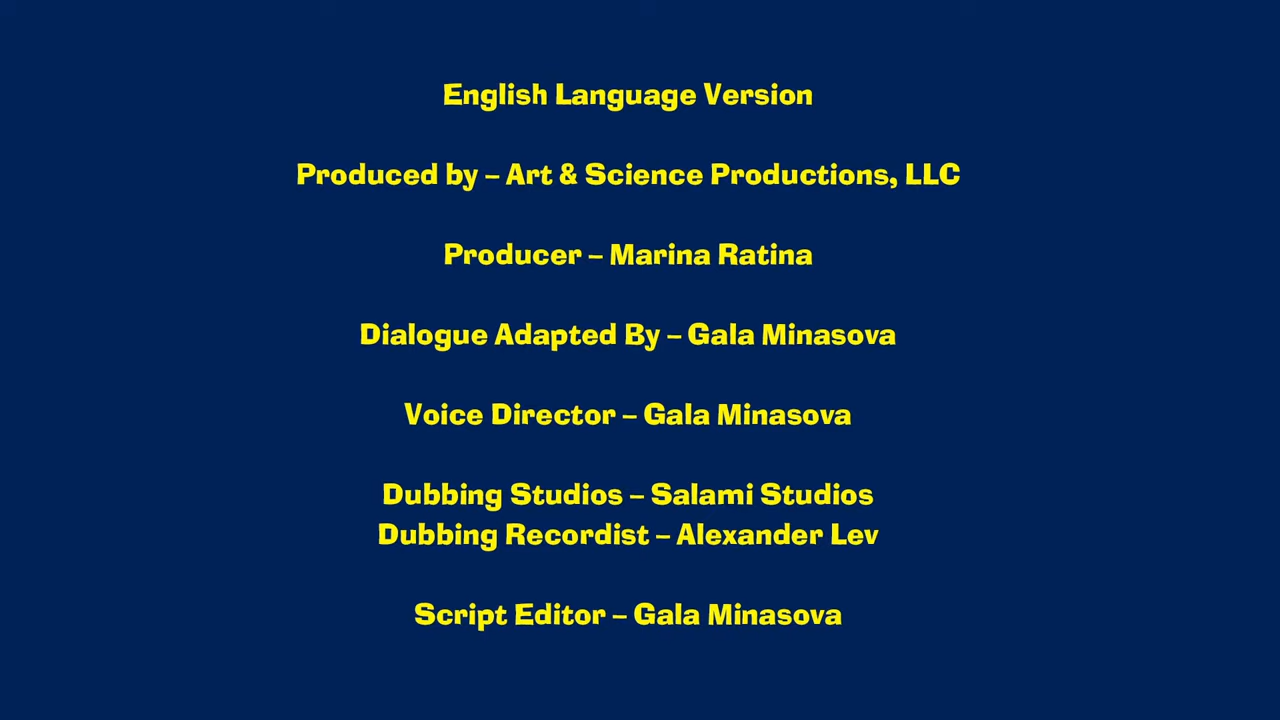 English Language Version
Produced by – Art & Science Productions, LLC
Producer – Marina Ratina
Dialogue Adapted By – Gala Minasova
Voice Director – Gala Minasova
Dubbing Studios – Salami Studios
Dubbing Recordist – Alexander Lev
Script Editor – Gala Minasova